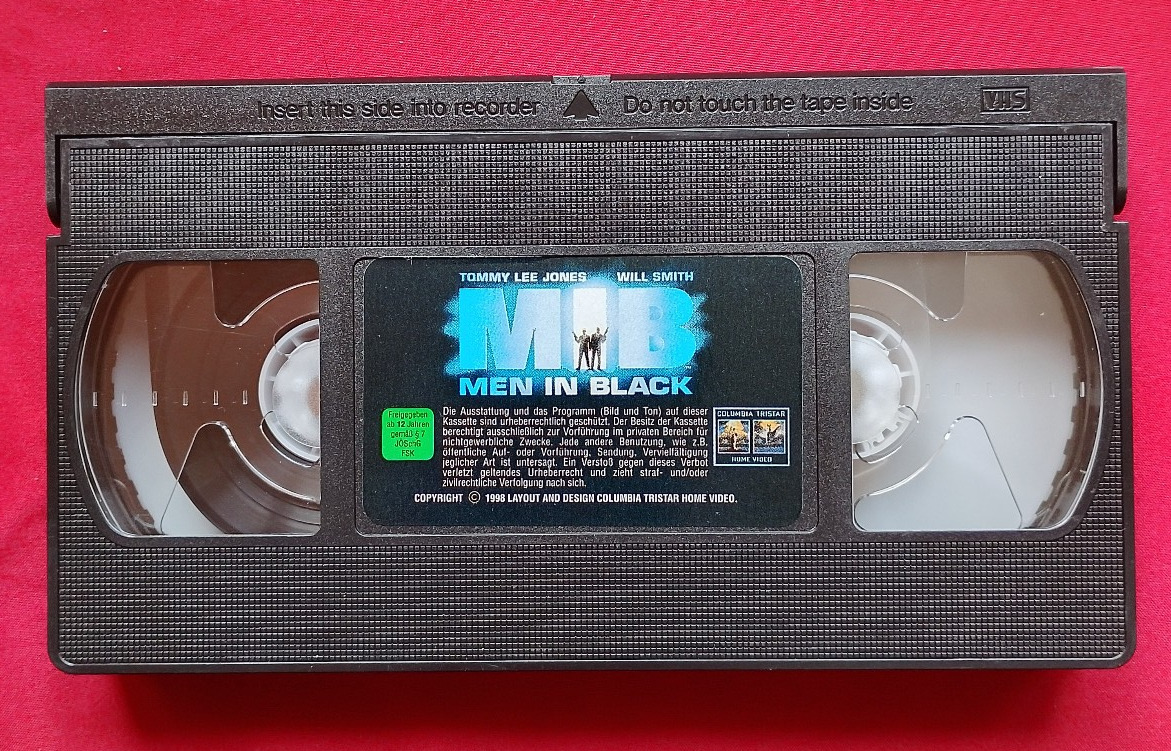 Insert this side into recorder Do not touch the tape inside VHS
TOMMY LEE JONES WILL SMITH
MIB
MEN IN BLACK
Freigegeben
ab 12 Jahren
gemäß § 7
JÖSchG
FSK
Die Ausstattung und das Programm (Bild und Ton) auf dieser
Kassette sind urheberrechtlich geschützt. Der Besitz der Kassette
berechtigt ausschließlich zur Vorführung im privaten Bereich für
nichtgewerbliche Zwecke. Jede andere Benutzung, wie z.B.
öffentliche Auf- oder Vorführung, Sendung, Vervielfältigung
jeglicher Art ist untersagt. Ein Verstoß gegen dieses Verbot
verletzt geltendes Urheberrecht und zieht straf- und/oder
zivilrechtliche Verfolgung nach sich.
COLUMBIA TRISTAR
HOME VIDEO
COPYRIGHT © 1998 LAYOUT AND DESIGN COLUMBIA TRISTAR HOME VIDEO.